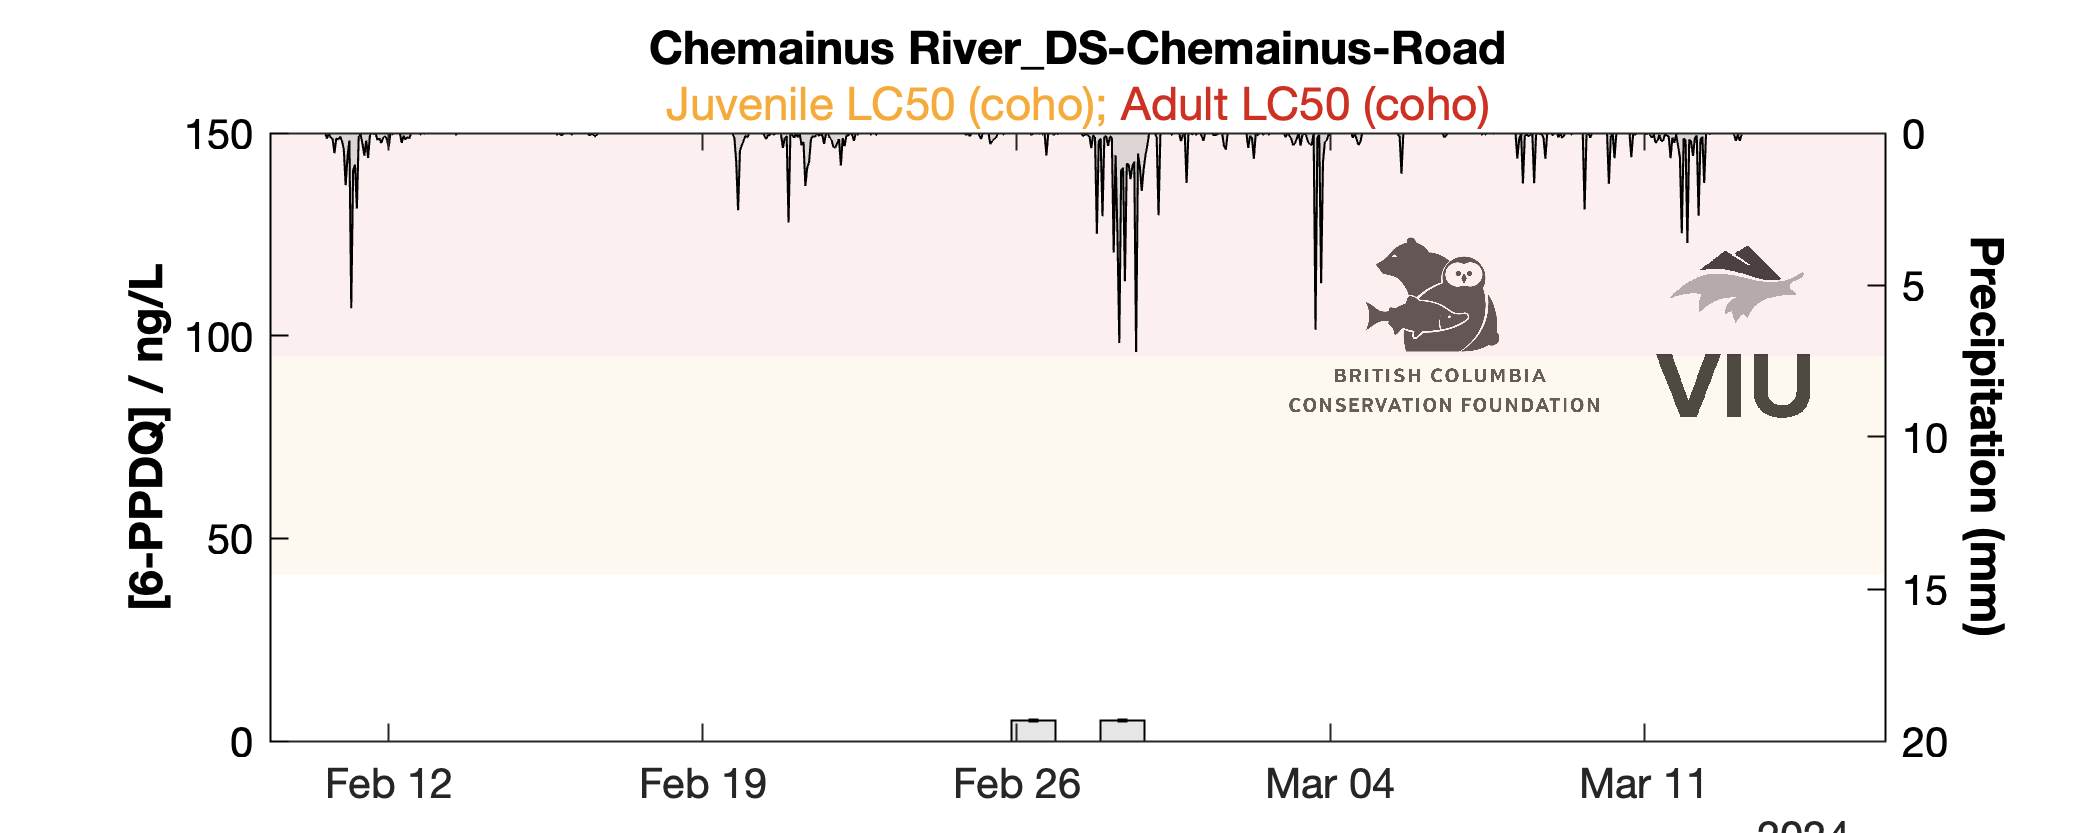 Chemainus River_DS-Chemainus-Road
Juvenile LC50 (coho); Adult LC50 (coho)
150
100
50
0
[6-PPDQ] / ng/L
0
5
10
15
20
Precipitation (mm)
BRITISH COLUMBIA
CONSERVATION FOUNDATION
VIU
Feb 12
Feb 19
Feb 26
Mar 04
Mar 11
2024